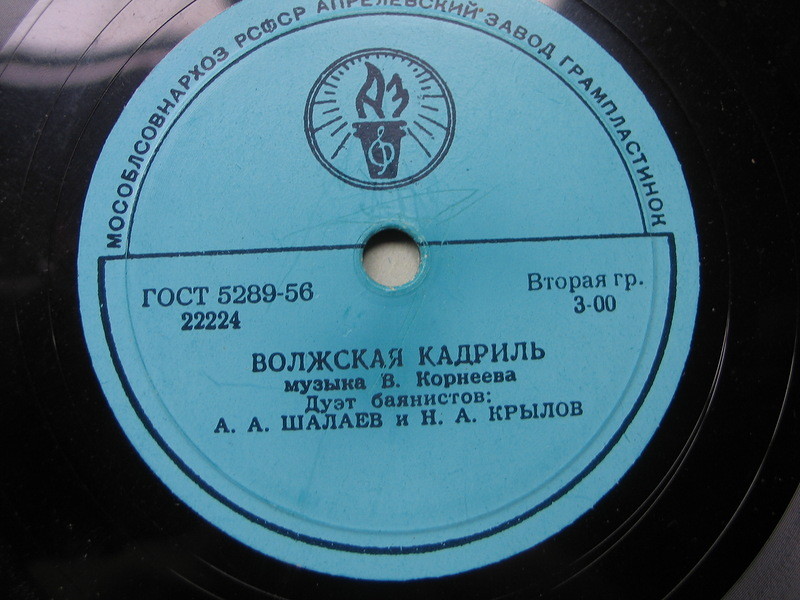 МОСОБЛСОВНАРХОЗ РСФСР АПРЕЛЕВСКИЙ ЗАВОД ГРАМПЛАСТИНОК
АЗ
ГОСТ 5289-56
22224
Вторая гр.
3-00
ВОЛЖСКАЯ КАДРИЛЬ
музыка В. Корнеева
Дуэт баянистов:
А. А. ШАЛАЕВ и Н. А. КРЫЛОВ